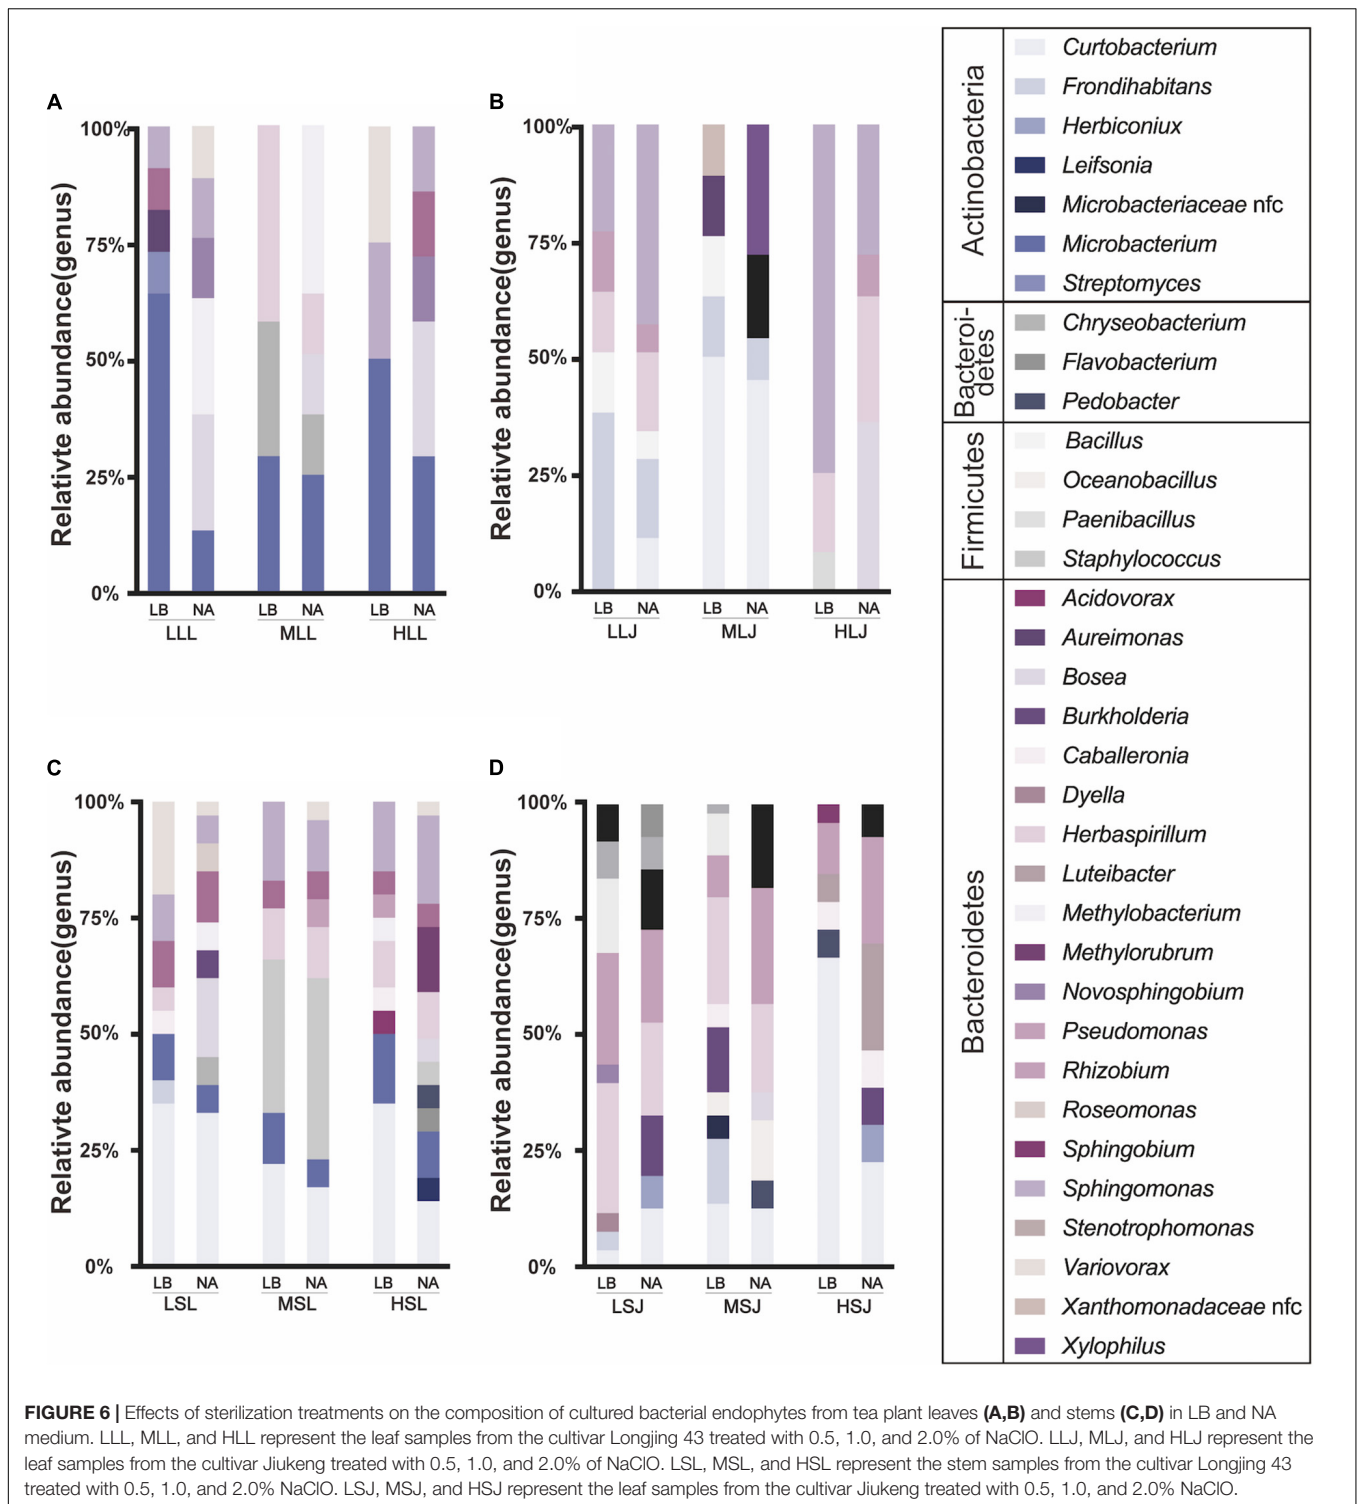 A
Relativte abundance(genus)
100%
75%
50%
25%
0%
LB NA LB NA LB NA
LLL MLL HLL
B
Relativte abundance(genus)
100%
75%
50%
25%
0%
LB NA LB NA LB NA
LLJ MLJ HLJ
C
Relativte abundance(genus)
100%
75%
50%
25%
0%
LB NA LB NA LB NA
LSL MSL HSL
D
Relativte abundance(genus)
100%
75%
50%
25%
0%
LB NA LB NA LB NA
LSJ MSJ HSJ
Actinobacteria
Curtobacterium
Frondihabitans
Herbiconiux
Leifsonia
Microbacteriaceae nfc
Microbacterium
Streptomyces
Bacteroi-
detes
Chryseobacterium
Flavobacterium
Pedobacter
Firmicutes
Bacillus
Oceanobacillus
Paenibacillus
Staphylococcus
Bacteroidetes
Acidovorax
Aureimonas
Bosea
Burkholderia
Caballeronia
Dyella
Herbaspirillum
Luteibacter
Methylobacterium
Methylorubrum
Novosphingobium
Pseudomonas
Rhizobium
Roseomonas
Sphingobium
Sphingomonas
Stenotrophomonas
Variovorax
Xanthomonadaceae nfc
Xylophilus
FIGURE 6 | Effects of sterilization treatments on the composition of cultured bacterial endophytes from tea plant leaves (A,B) and stems (C,D) in LB and NA
medium. LLL, MLL, and HLL represent the leaf samples from the cultivar Longjing 43 treated with 0.5, 1.0, and 2.0% of NaClO. LLJ, MLJ, and HLJ represent the
leaf samples from the cultivar Jiukeng treated with 0.5, 1.0, and 2.0% of NaClO. LSL, MSL, and HSL represent the stem samples from the cultivar Longjing 43
treated with 0.5, 1.0, and 2.0% NaClO. LSJ, MSJ, and HSJ represent the leaf samples from the cultivar Jiukeng treated with 0.5, 1.0, and 2.0% NaClO.